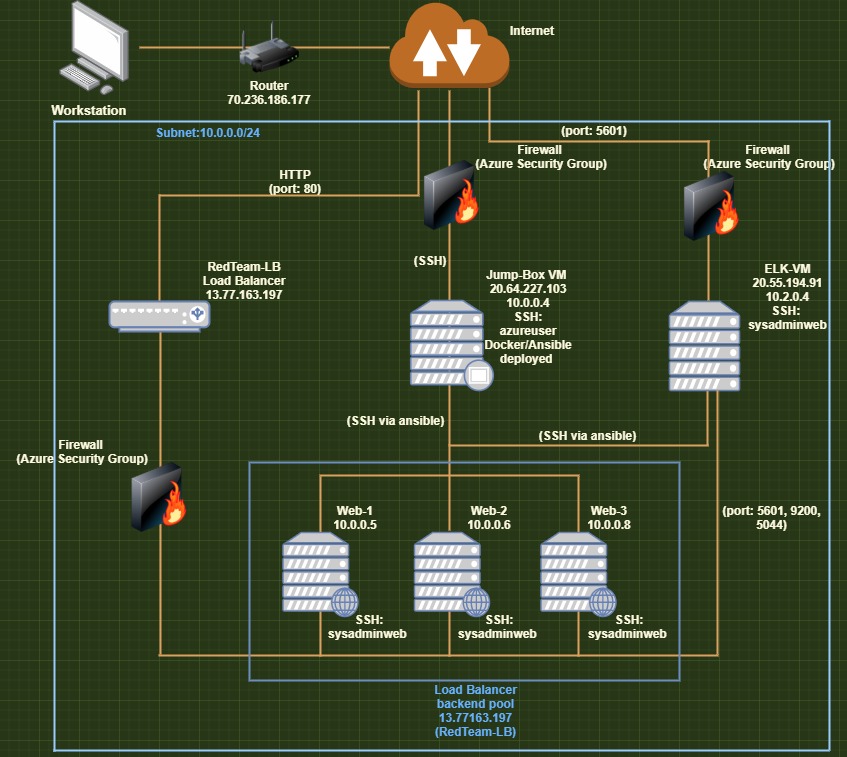 Internet
Router
70.236.186.177
Workstation
Subnet:10.0.0.0/24
(port: 5601)
Firewall
(Azure Security Group)
Firewall
(Azure Security Group)
HTTP
(port: 80)
(SSH)
RedTeam-LB
Load Balancer
13.77.163.197
Jump-Box VM
20.64.227.103
10.0.0.4
SSH:
azureuser
Docker/Ansible
deployed
ELK-VM
20.55.194.91
10.2.0.4
SSH:
sysadminweb
(SSH via ansible)
(SSH via ansible)
Firewall
(Azure Security Group)
Web-1
10.0.0.5
Web-2
10.0.0.6
Web-3
10.0.0.8
(port: 5601, 9200,
5044)
SSH:
sysadminweb
SSH:
sysadminweb
SSH:
sysadminweb
Load Balancer
backend pool
13.77163.197
(RedTeam-LB)